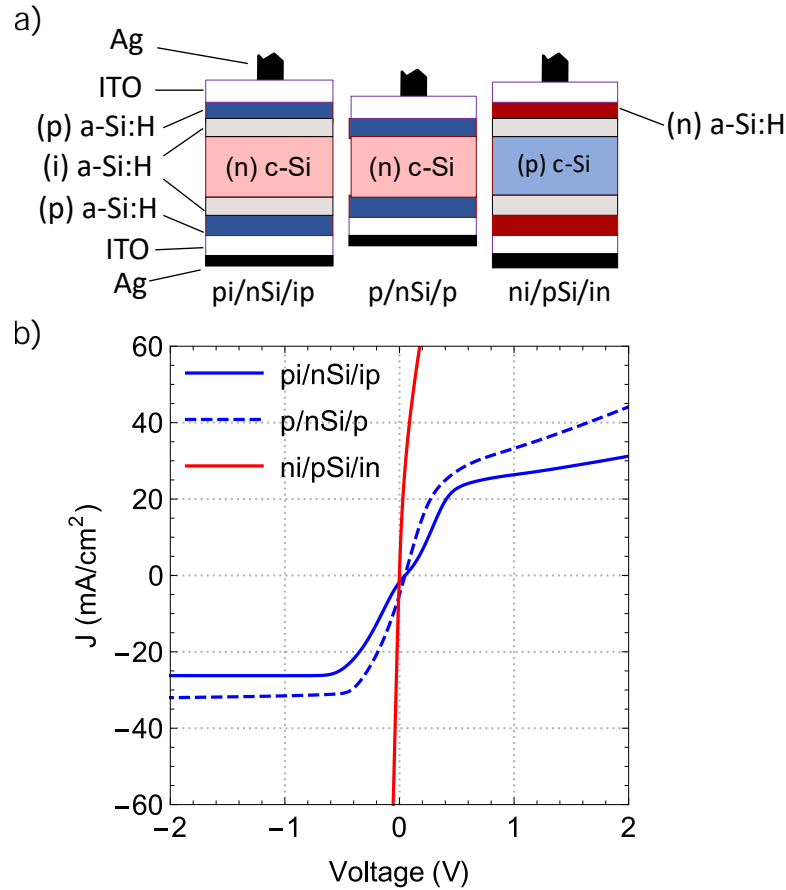 a)
Ag
ITO
(p) a-Si:H
(i) a-Si:H
(p) a-Si:H
ITO
Ag
(n) c-Si
(n) c-Si
(p) c-Si
(n) a-Si:H
pi/nSi/ip
p/nSi/p
ni/pSi/in
b)
pi/nSi/ip
p/nSi/p
ni/pSi/in
60
40
20
0
−20
−40
−60
J (mA/cm²)
−2
−1
0
1
2
Voltage (V)